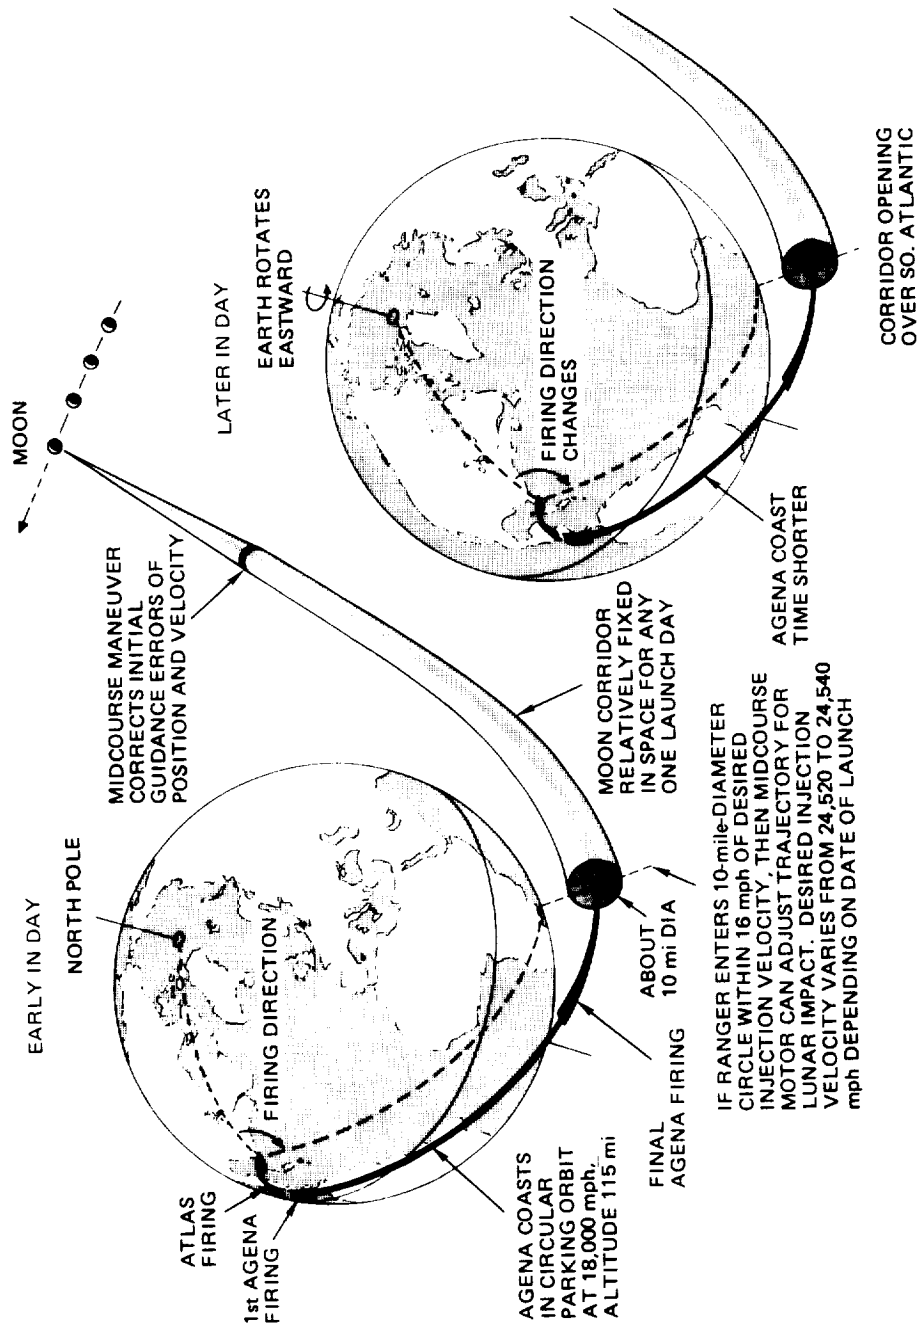 EARLY IN DAY
NORTH POLE
FIRING DIRECTION
ATLAS
FIRING
1st AGENA
FIRING
AGENA COASTS
IN CIRCULAR
PARKING ORBIT
AT 18,000 mph,
ALTITUDE 115 mi
FINAL
AGENA FIRING
ABOUT
10 mi DIA
IF RANGER ENTERS 10-mile-DIAMETER
CIRCLE WITHIN 16 mph OF DESIRED
INJECTION VELOCITY, THEN MIDCOURSE
MOTOR CAN ADJUST TRAJECTORY FOR
LUNAR IMPACT. DESIRED INJECTION
VELOCITY VARIES FROM 24,520 TO 24,540
mph DEPENDING ON DATE OF LAUNCH
MIDCOURSE MANEUVER
CORRECTS INITIAL
GUIDANCE ERRORS OF
POSITION AND VELOCITY
MOON
MOON CORRIDOR
RELATIVELY FIXED
IN SPACE FOR ANY
ONE LAUNCH DAY
LATER IN DAY
EARTH ROTATES
EASTWARD
FIRING DIRECTION
CHANGES
AGENA COAST
TIME SHORTER
CORRIDOR OPENING
OVER SO. ATLANTIC